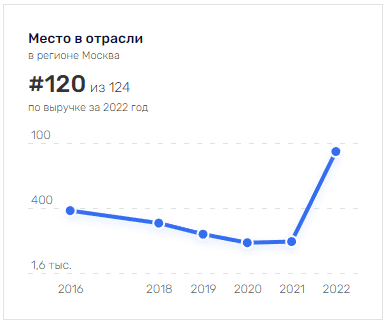 Место в отрасли
в регионе Москва
#120 из 124
по выручке за 2022 год
100
400
1,6 тыс.
2016 2018 2019 2020 2021 2022